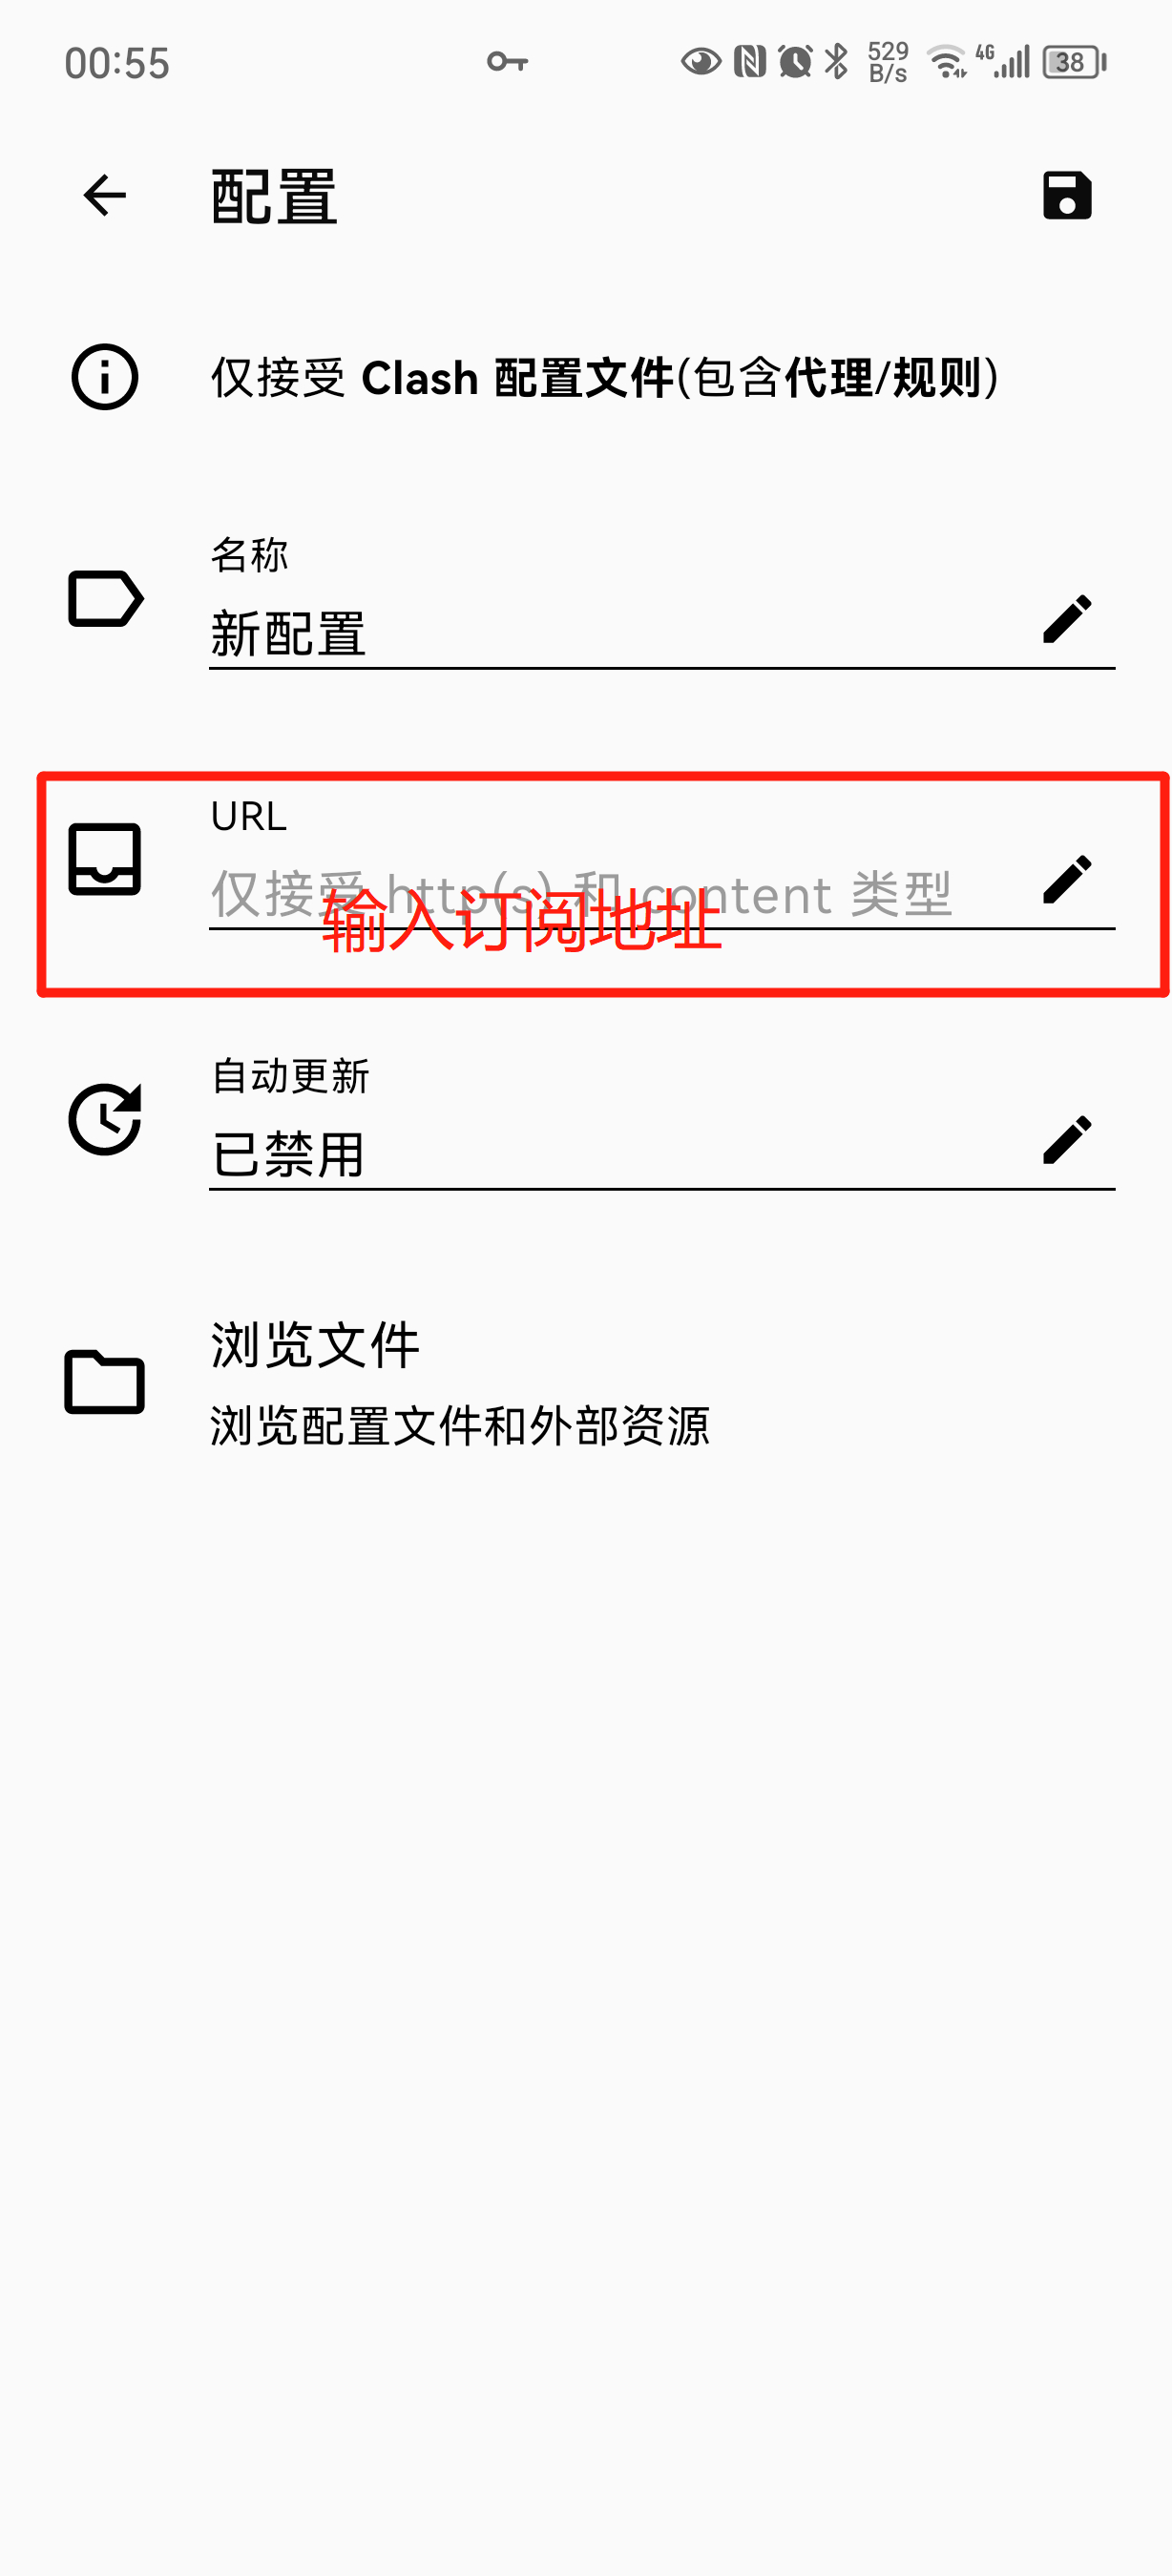 00:55
529 B/s
4G
38
配置
仅接受 Clash 配置文件(包含代理/规则)
名称
新配置
URL
仅接受 http(s) 和 content 类型
输入订阅地址
自动更新
已禁用
浏览文件
浏览配置文件和外部资源